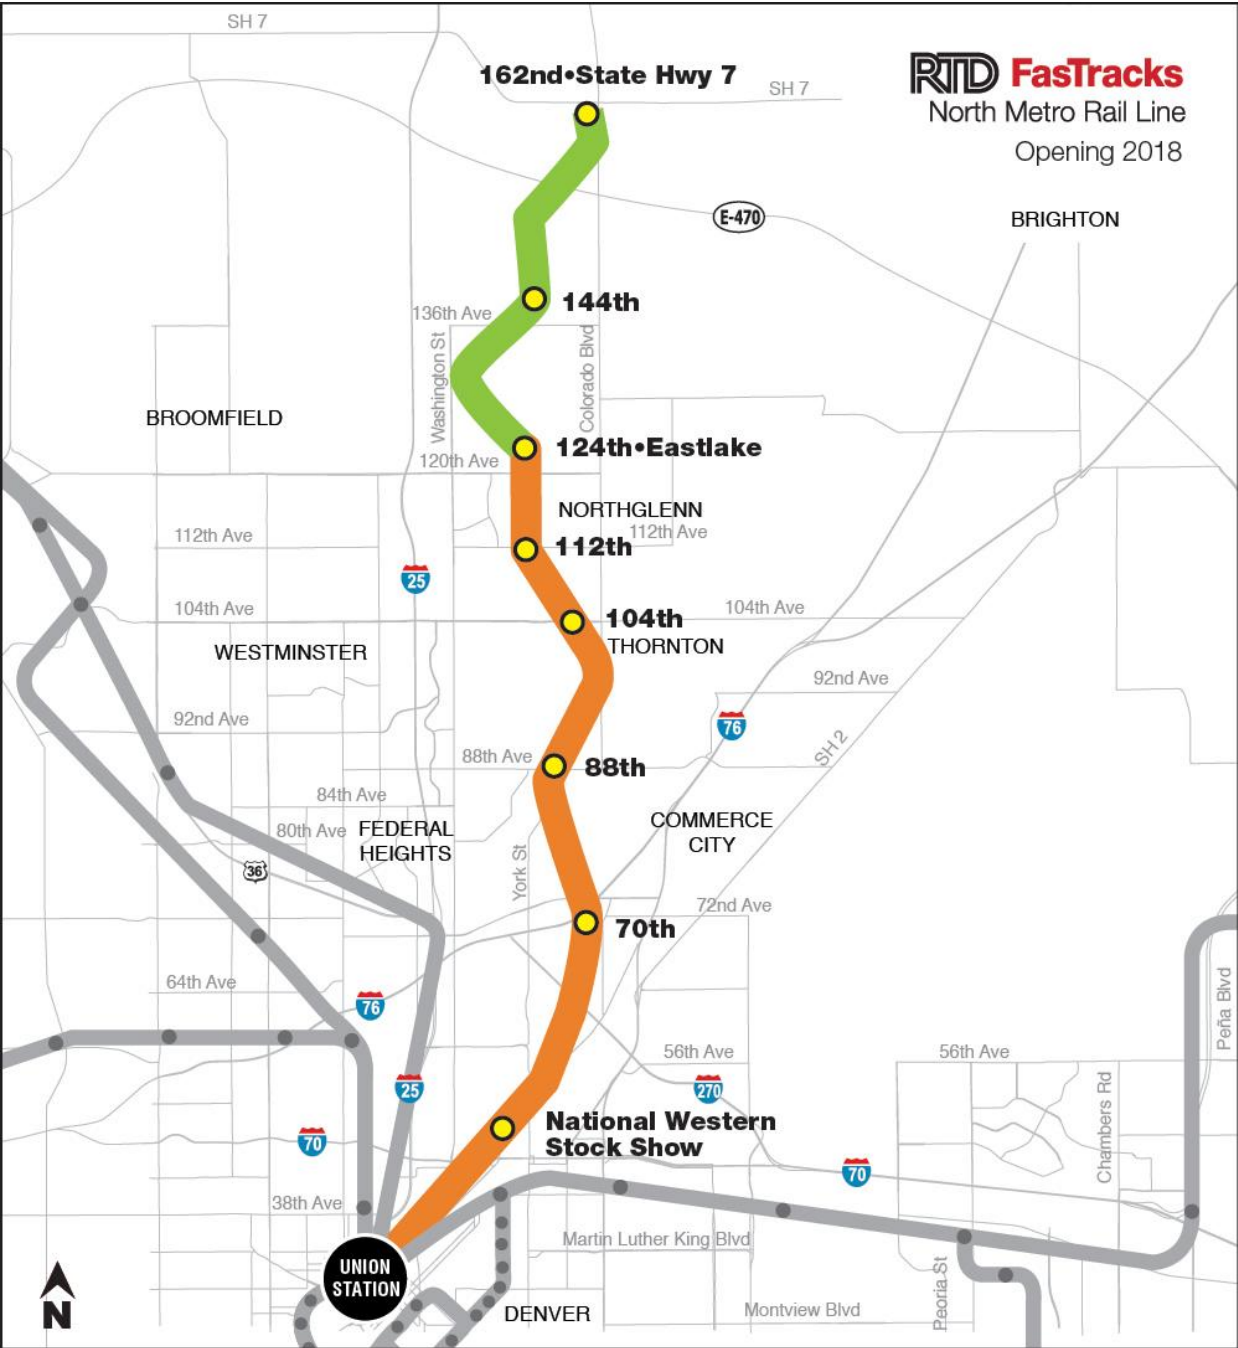 SH 7
162nd•State Hwy 7
SH 7
RTD FasTracks
North Metro Rail Line
Opening 2018
E-470
BRIGHTON
144th
136th Ave
Washington St
Colorado Blvd
BROOMFIELD
124th•Eastlake
120th Ave
NORTHGLENN
112th Ave
112th Ave
112th
25
104th Ave
104th Ave
104th
THORNTON
WESTMINSTER
92nd Ave
92nd Ave
76
SH 2
88th Ave
88th
84th Ave
80th Ave
FEDERAL
HEIGHTS
COMMERCE
CITY
36
York St
72nd Ave
70th
64th Ave
76
Peña Blvd
56th Ave
56th Ave
25
270
Chambers Rd
National Western
Stock Show
70
70
38th Ave
Martin Luther King Blvd
UNION
STATION
Peoria St
N
DENVER
Montview Blvd